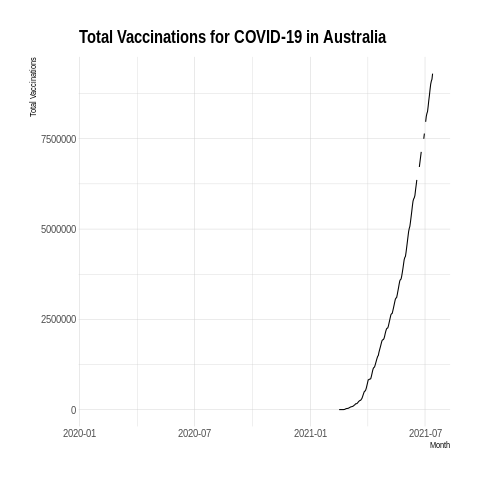 Total Vaccinations for COVID-19 in Australia
Total Vaccinations
7500000
5000000
2500000
0
2020-01 2020-07 2021-01 2021-07
Month